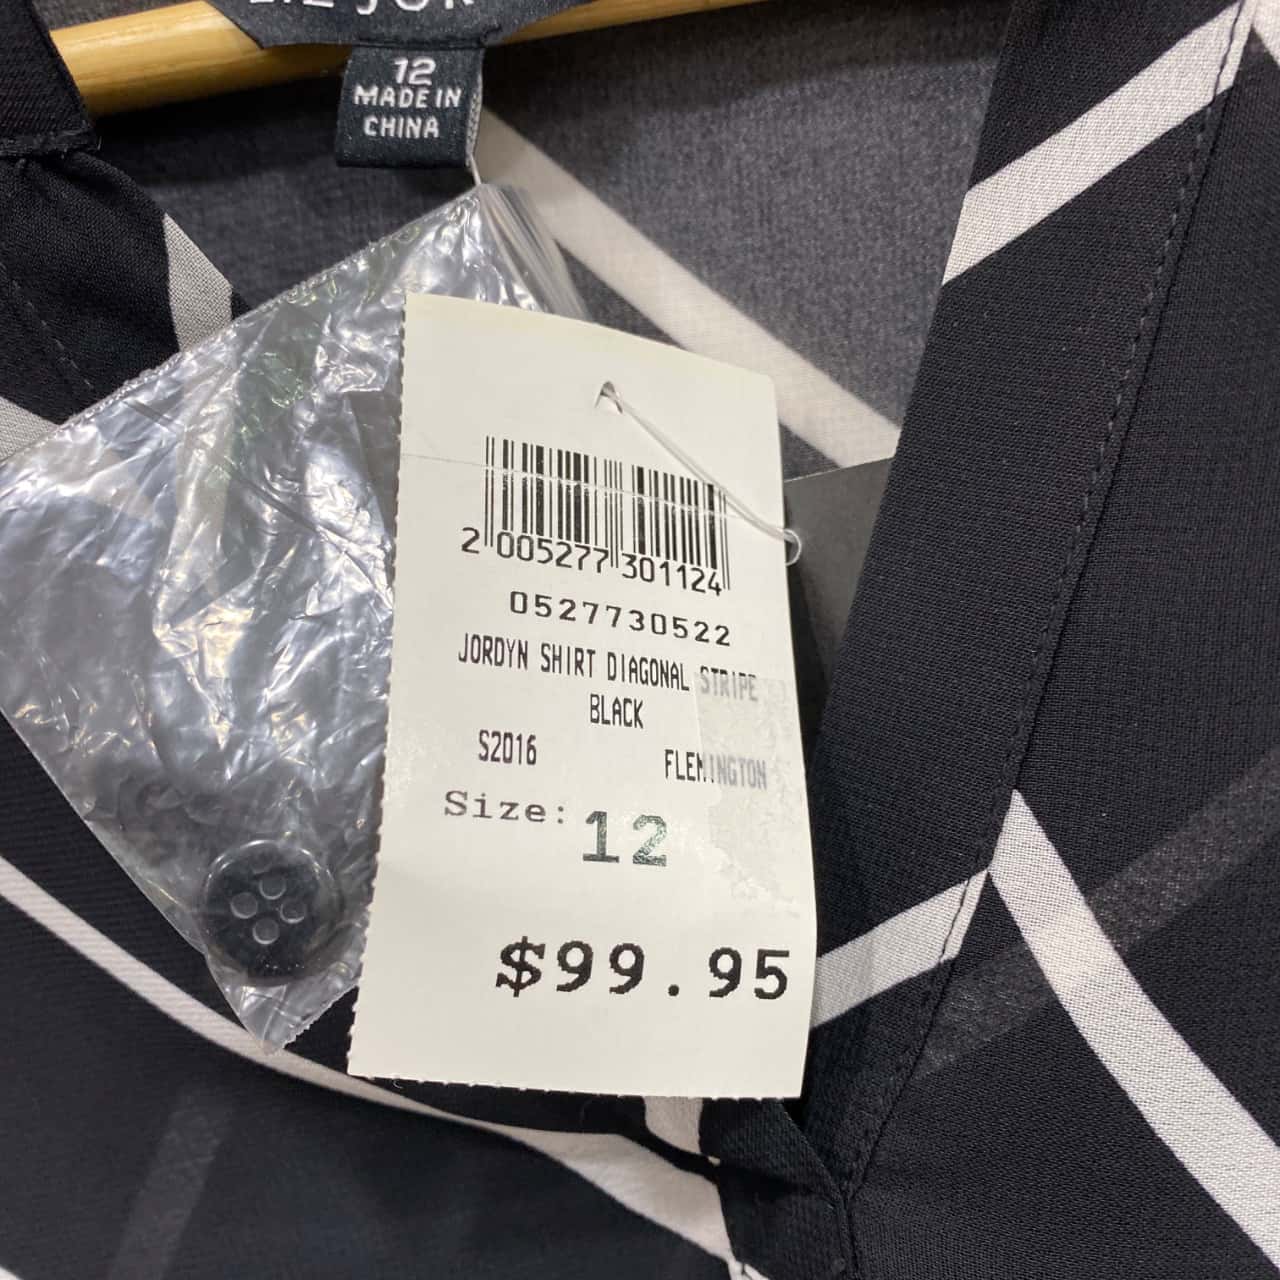 12
MADE IN
CHINA
2 005277 301124
0527730522
JORDYN SHIRT DIAGONAL STRIPE
BLACK
S2016 FLEMINGTON
Size: 12
$99.95